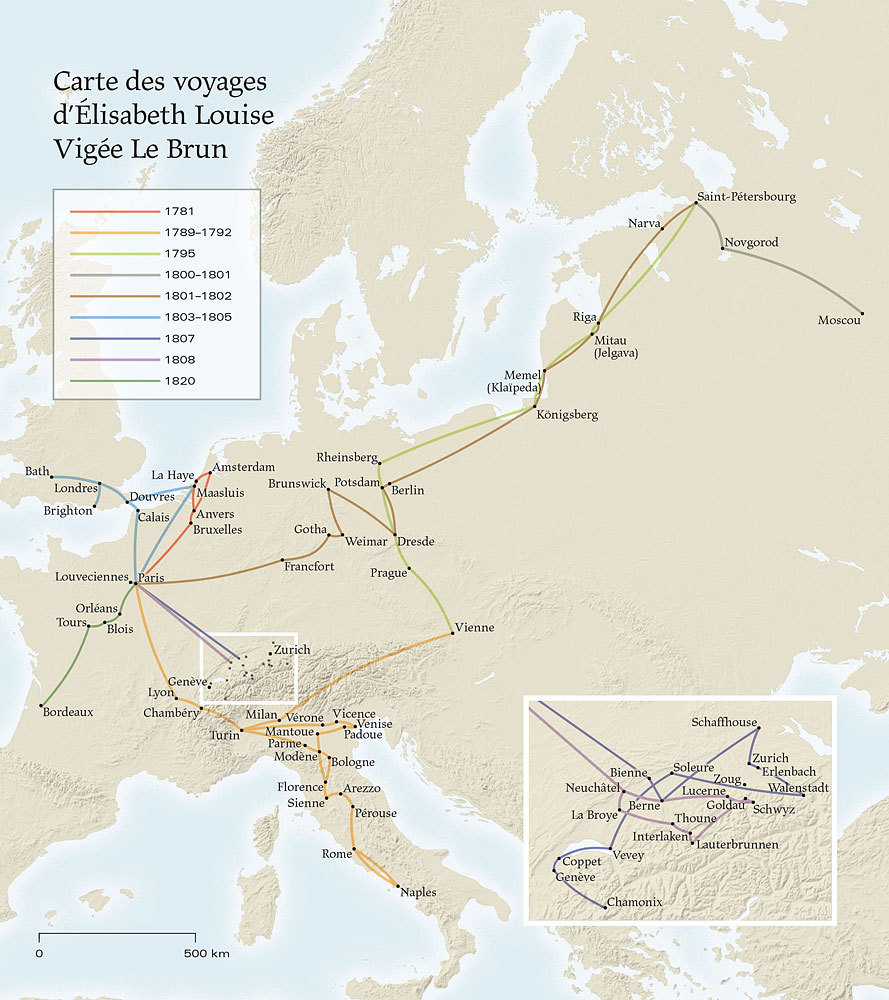 Carte des voyages
d'Élisabeth Louise
Vigée Le Brun
1781
1789–1792
1795
1800–1801
1801–1802
1803–1805
1807
1808
1820
Saint-Pétersbourg
Narva
Novgorod
Moscou
Riga
Mitau
(Jelgava)
Memel
(Klaïpeda)
Königsberg
Rheinsberg
Amsterdam
La Haye
Bath
Londres
Maasluis
Brunswick
Potsdam
Berlin
Douvres
Brighton
Calais
Anvers
Bruxelles
Gotha
Weimar
Dresde
Francfort
Prague
Louveciennes
Paris
Orléans
Tours
Blois
Vienne
Zurich
Genève
Lyon
Bordeaux
Chambéry
Milan
Vérone
Vicence
Venise
Turin
Mantoue
Padoue
Parme
Modène
Bologne
Florence
Arezzo
Sienne
Pérouse
Rome
Naples
Schaffhouse
Zurich
Bienne
Soleure
Erlenbach
Zoug
Neuchâtel
Lucerne
Walenstadt
Berne
Goldau
Schwyz
La Broye
Thoune
Interlaken
Lauterbrunnen
Vevey
Coppet
Genève
Chamonix
0
500 km